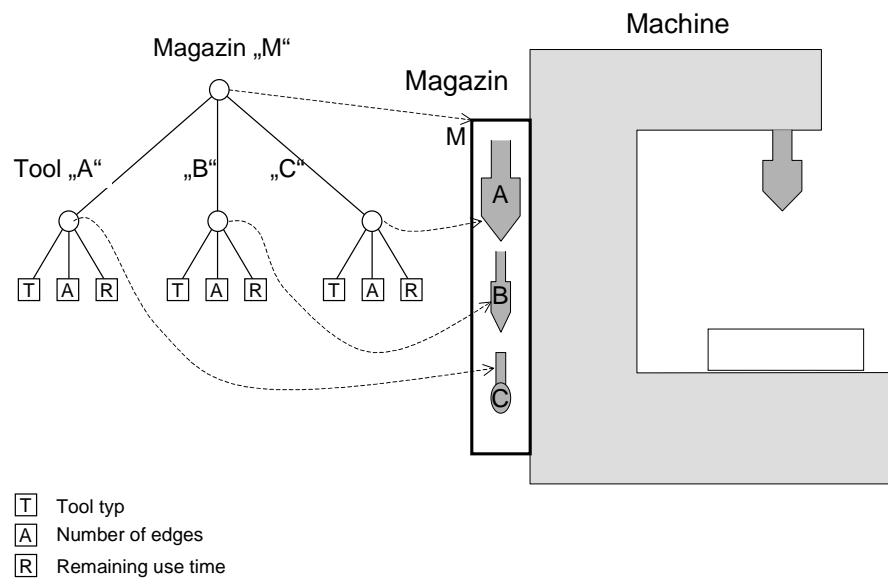 Machine
Magazin „M“
Magazin
M
Tool „A“
„B“
„C“
A
B
C
T A R T A R T A R
T Tool typ
A Number of edges
R Remaining use time